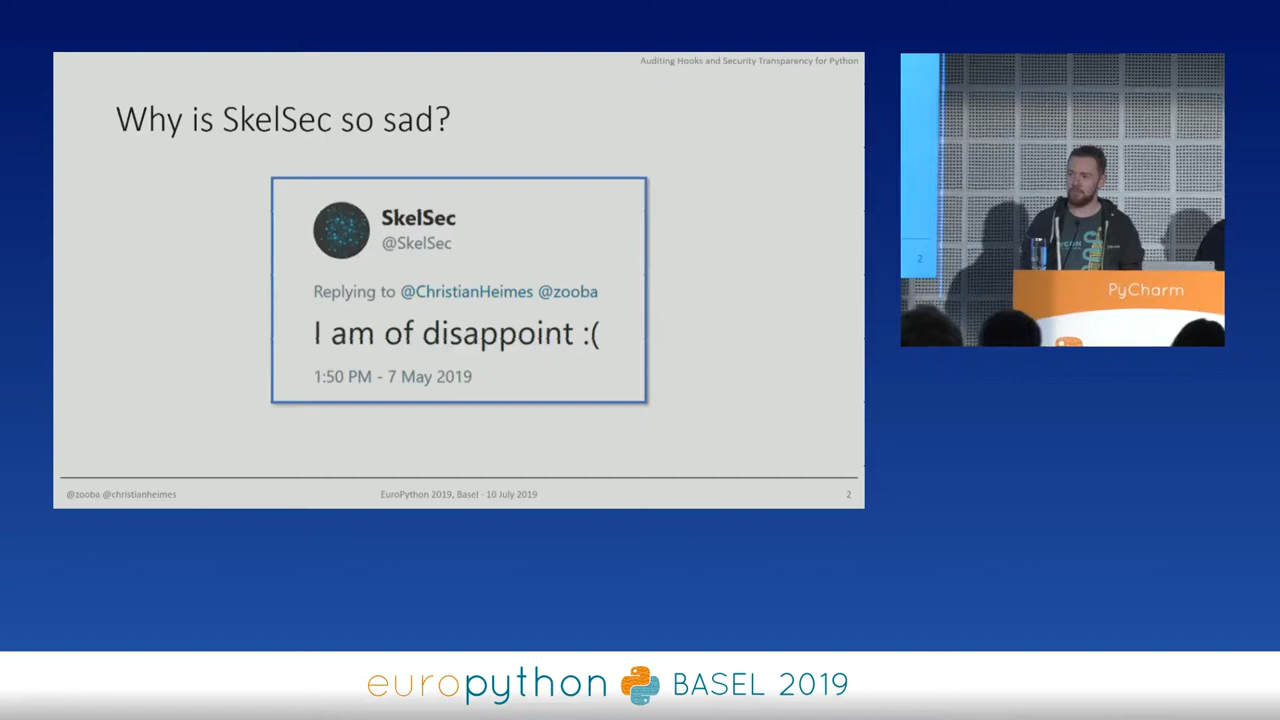 Auditing Hooks and Security Transparency for Python
Why is SkelSec so sad?
SkelSec
@SkelSec
Replying to @ChristianHeimes @zooba
I am of disappoint :(
1:50 PM - 7 May 2019
@zooba @christianheimes
EuroPython 2019, Basel - 10 July 2019
2
2
PyCharm
europython BASEL 2019